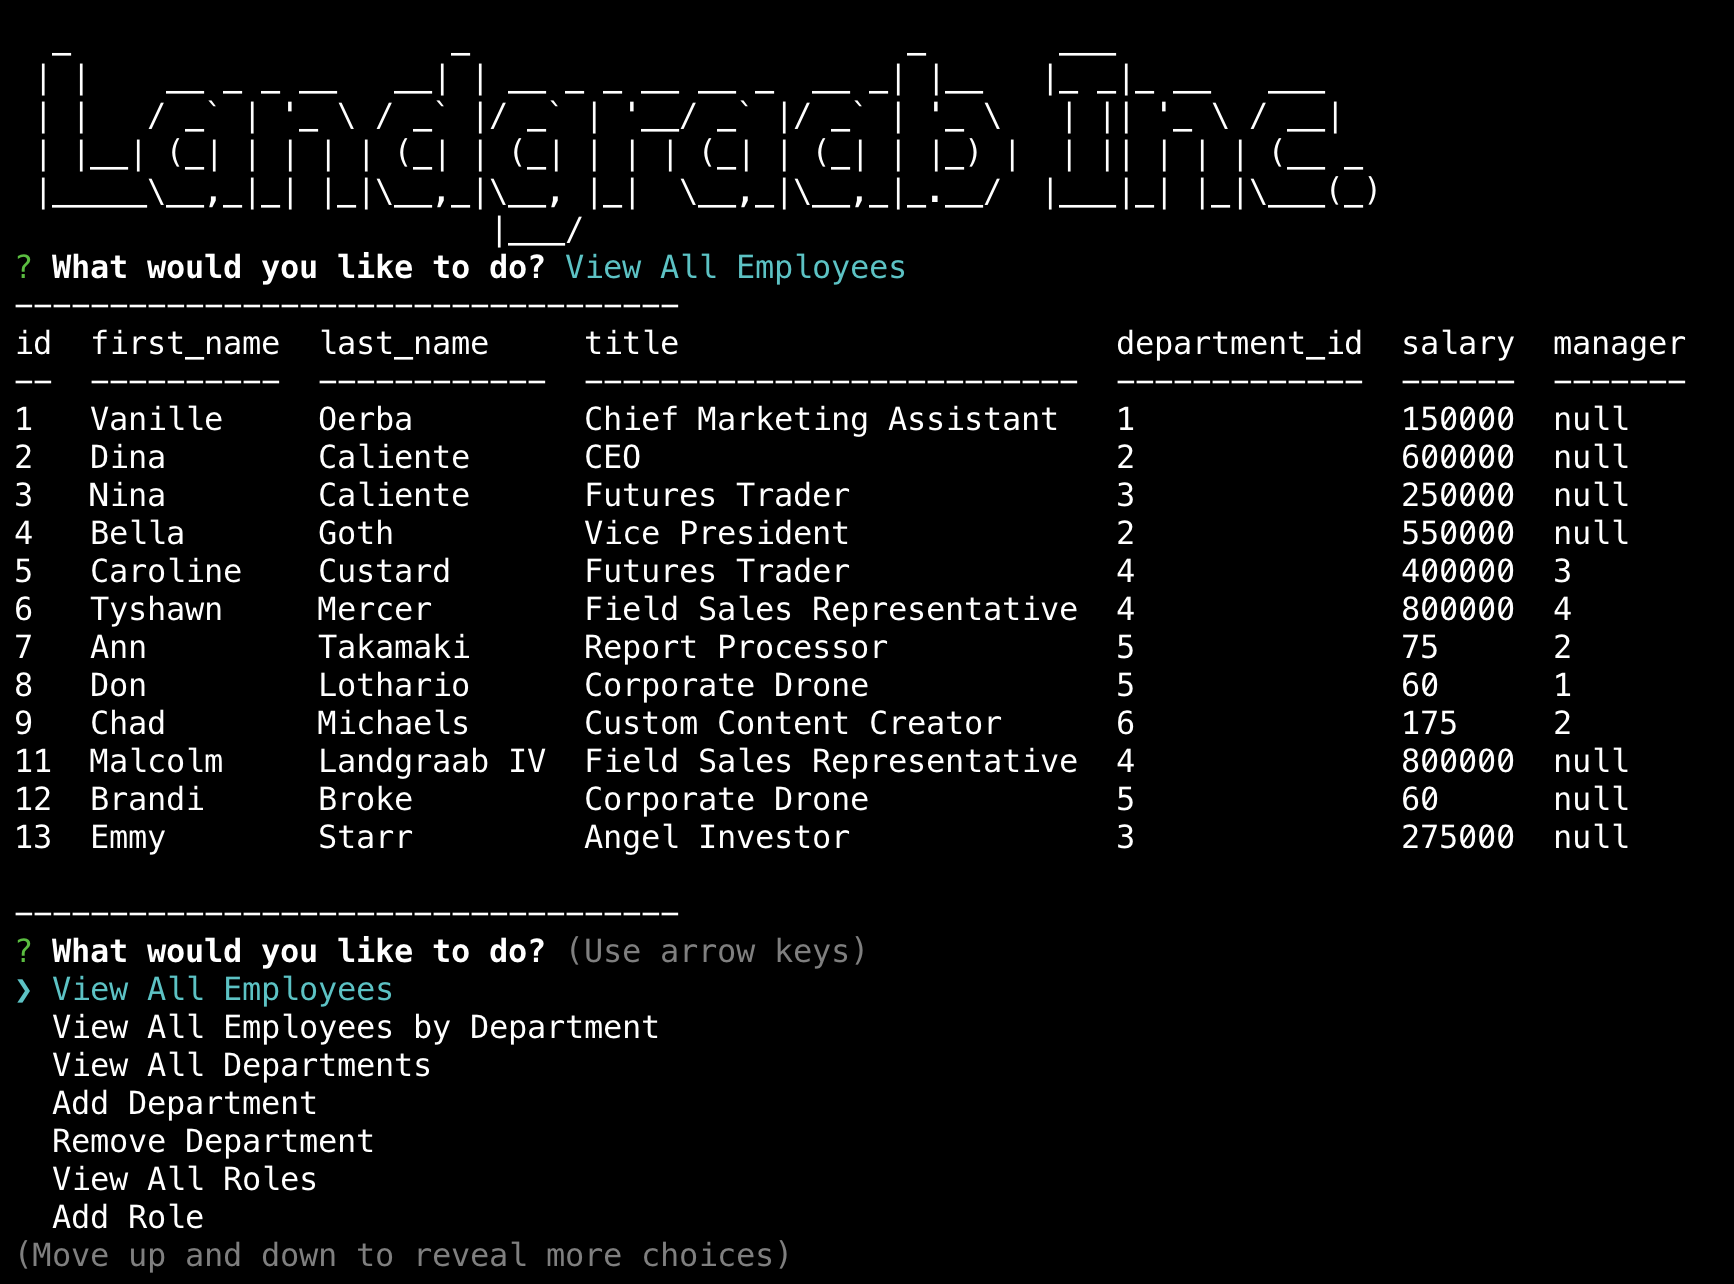 Landgraab Inc.
? What would you like to do? View All Employees
-----------------------------------
id  first_name  last_name     title                       department_id  salary  manager
--  ----------  ------------  --------------------------  -------------  ------  -------
1   Vanille     Oerba         Chief Marketing Assistant   1              150000  null
2   Dina        Caliente      CEO                         2              600000  null
3   Nina        Caliente      Futures Trader              3              250000  null
4   Bella       Goth          Vice President              2              550000  null
5   Caroline    Custard       Futures Trader              4              400000  3
6   Tyshawn     Mercer        Field Sales Representative  4              800000  4
7   Ann         Takamaki      Report Processor            5              75      2
8   Don         Lothario      Corporate Drone             5              60      1
9   Chad        Michaels      Custom Content Creator      6              175     2
11  Malcolm     Landgraab IV  Field Sales Representative  4              800000  null
12  Brandi      Broke         Corporate Drone             5              60      null
13  Emmy        Starr         Angel Investor              3              275000  null
-----------------------------------
? What would you like to do? (Use arrow keys)
❯ View All Employees
View All Employees by Department
View All Departments
Add Department
Remove Department
View All Roles
Add Role
(Move up and down to reveal more choices)